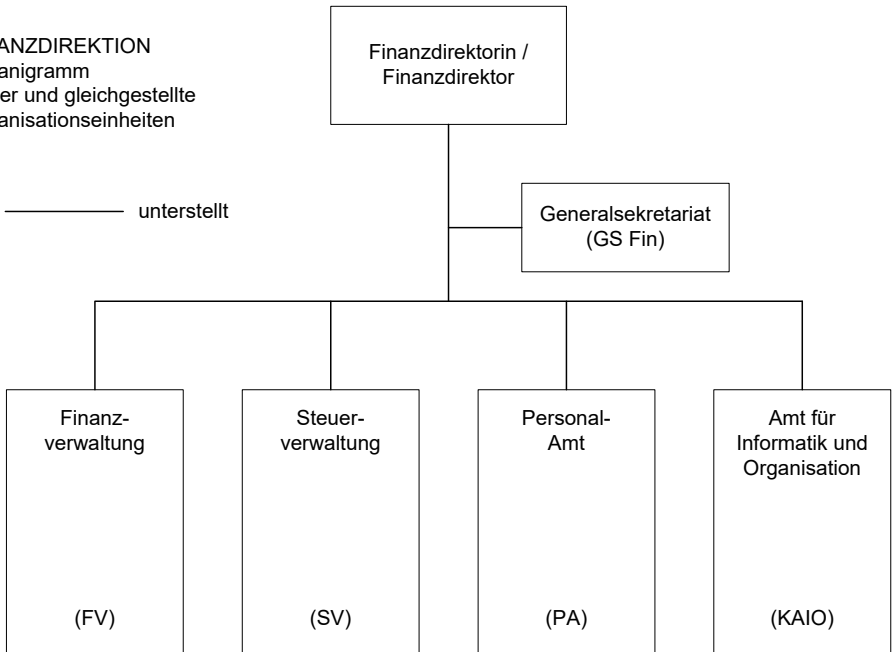 ANZDIREKTION
anigramm
er und gleichgestellte
anisationseinheiten
unterstellt
Finanzdirektorin /
Finanzdirektor
Generalsekretariat
(GS Fin)
Finanz-
verwaltung
(FV)
Steuer-
verwaltung
(SV)
Personal-
Amt
(PA)
Amt für
Informatik und
Organisation
(KAIO)